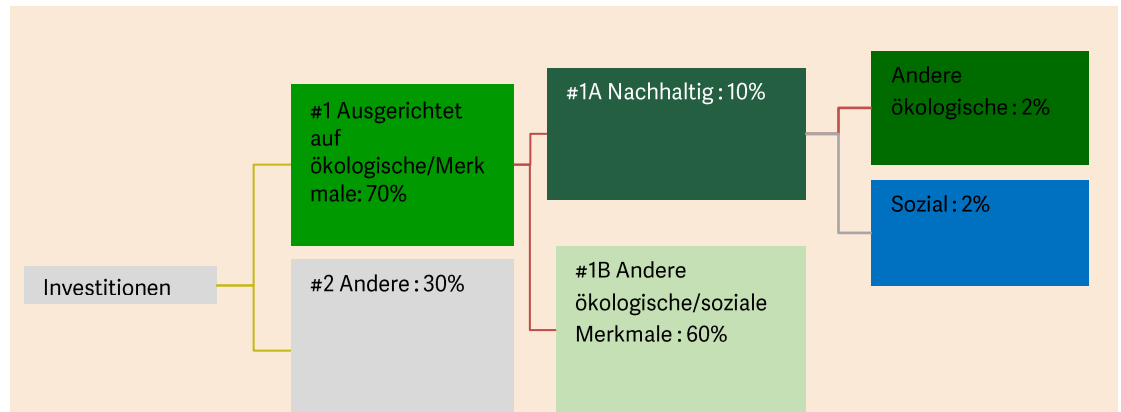 Investitionen
#1 Ausgerichtet
auf
ökologische/Merk
male: 70%
#2 Andere : 30%
#1A Nachhaltig : 10%
#1B Andere
ökologische/soziale
Merkmale : 60%
Andere
ökologische : 2%
Sozial : 2%